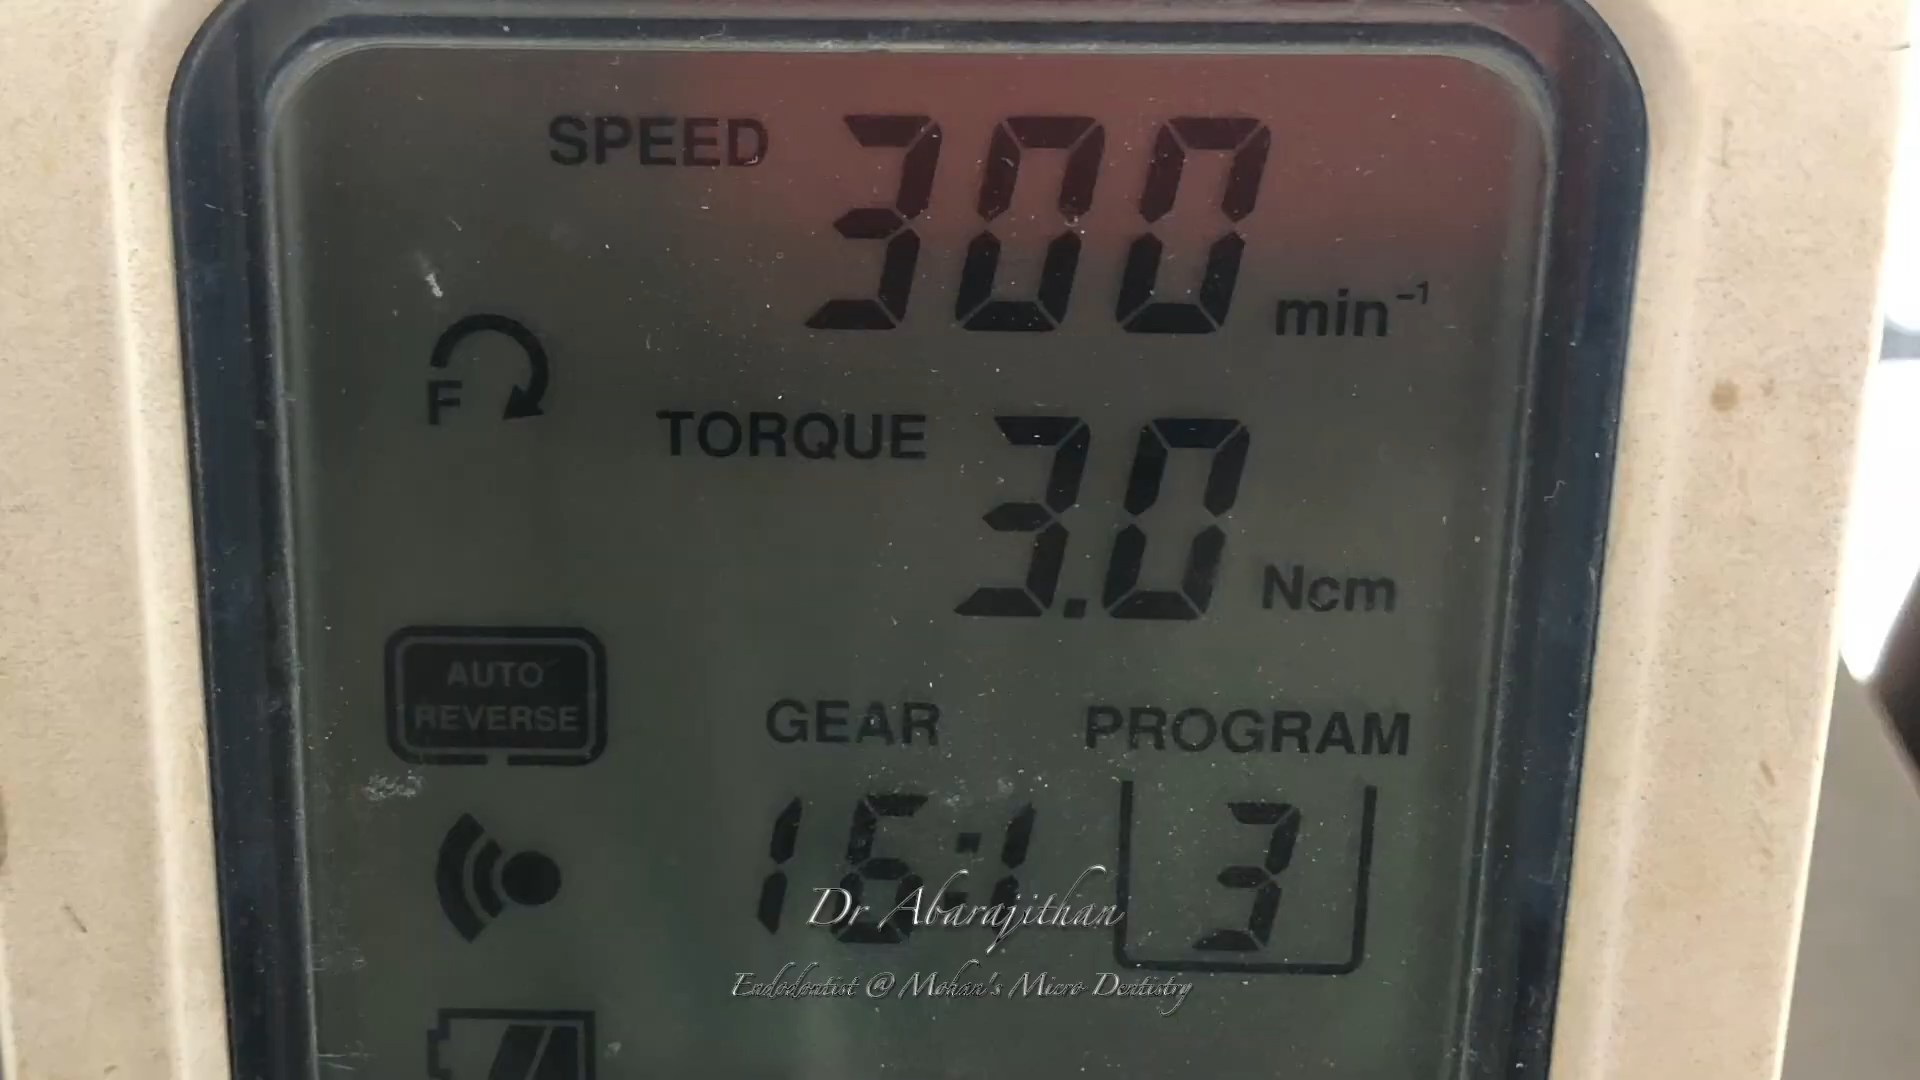 SPEED 300 min⁻¹
F
TORQUE 3.0 Ncm
AUTO
REVERSE
GEAR PROGRAM
16:1 3
Dr Abarajithan
Endodontist @ Mohan's Micro Dentistry